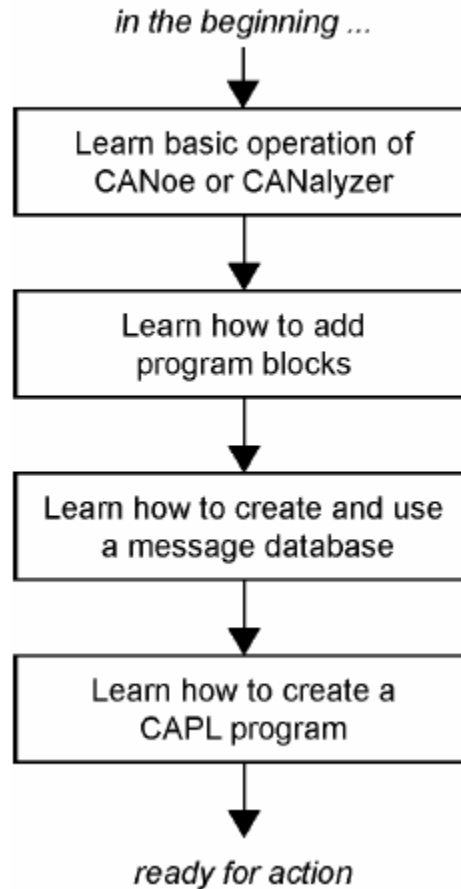 in the beginning ...
Learn basic operation of
CANoe or CANalyzer
Learn how to add
program blocks
Learn how to create and use
a message database
Learn how to create a
CAPL program
ready for action